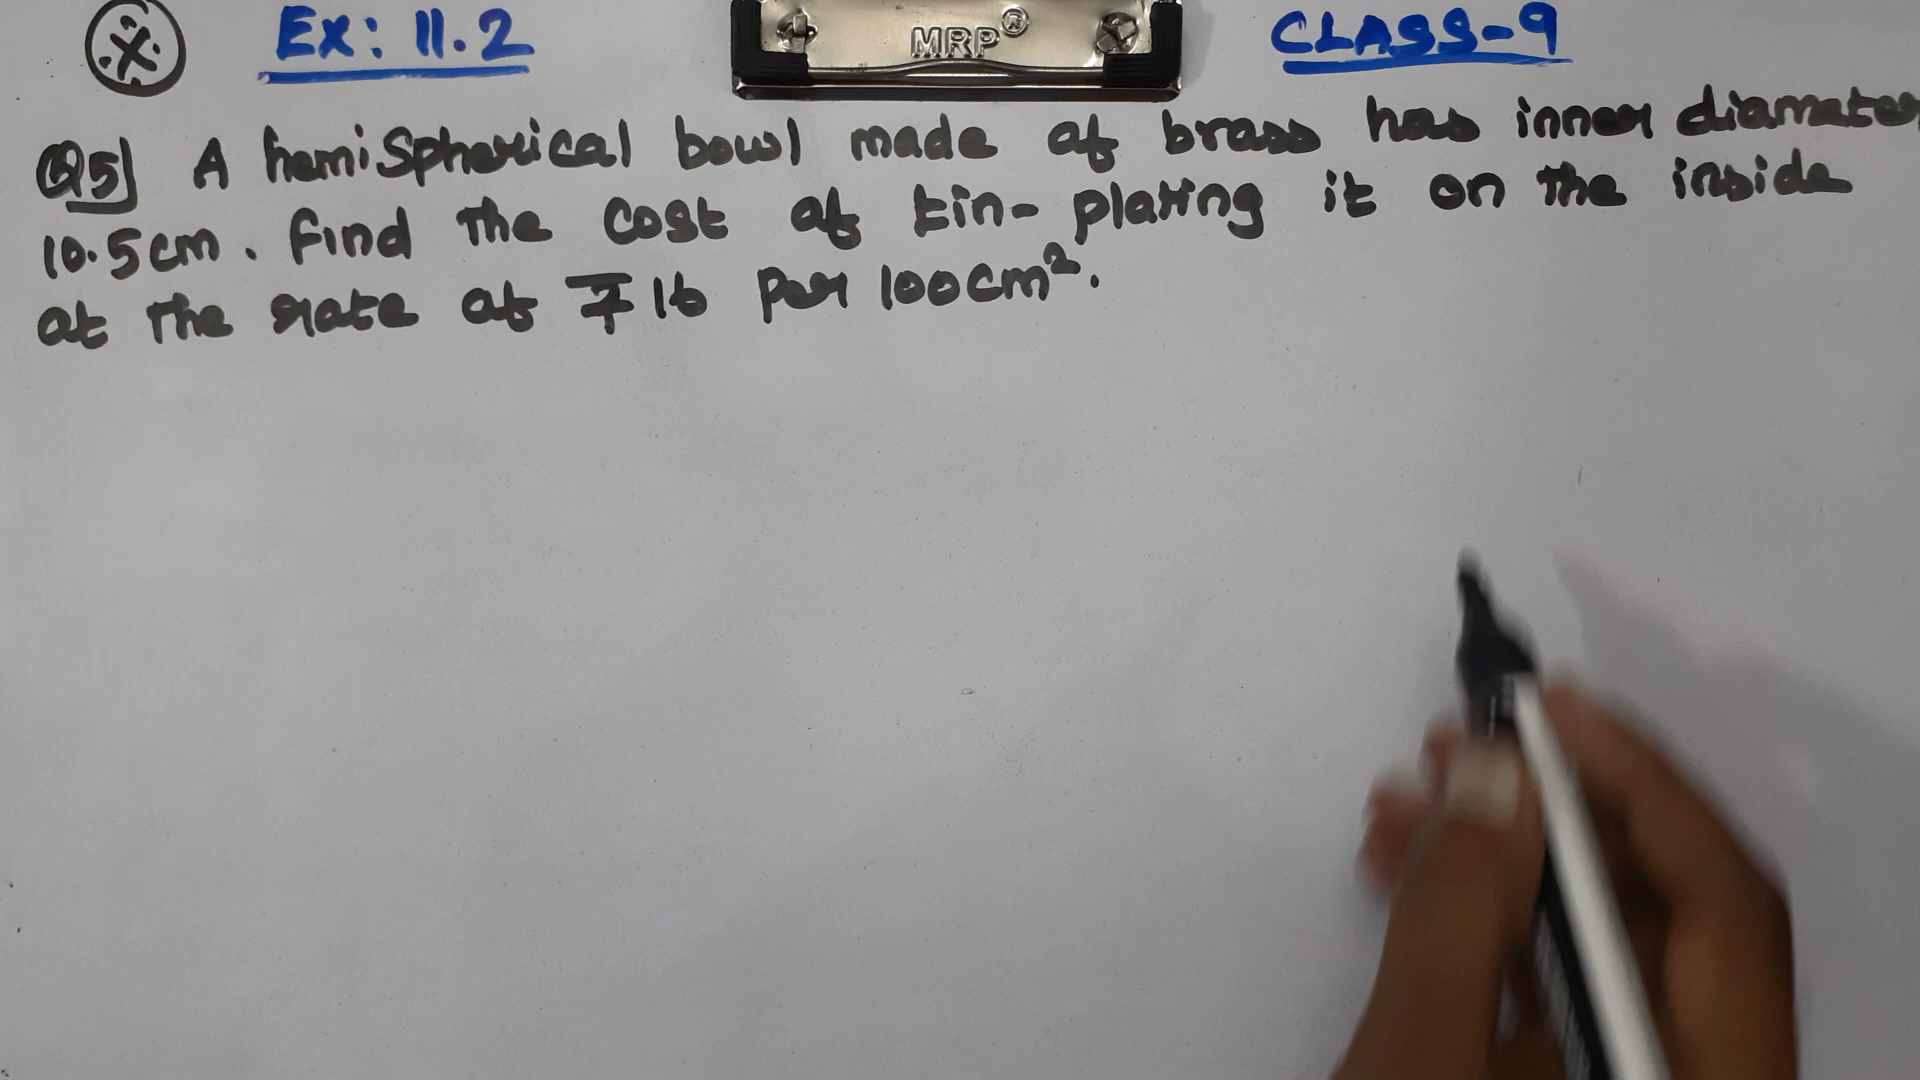 Ex: 11.2
MRP®
CLASS-9
Q5] A hemispherical bowl made of brass has inner diameter
10.5cm. Find the cost of tin-plating it on the inside
at the rate of ₹16 per 100cm².